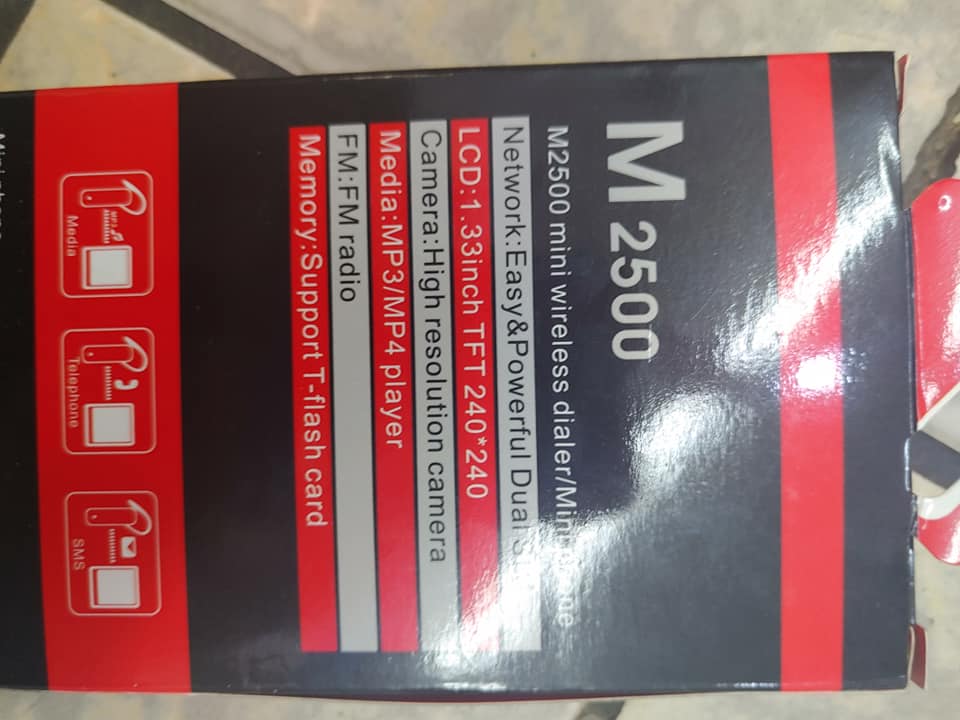 M 2500
M2500 mini wireless dialer/Mini phone
Network:Easy&Powerful Dual S
LCD:1.33inch TFT 240*240
Camera:High resolution camera
Media:MP3/MP4 player
FM:FM radio
Memory:Support T-flash card
MP3
Media
Telephone
SMS